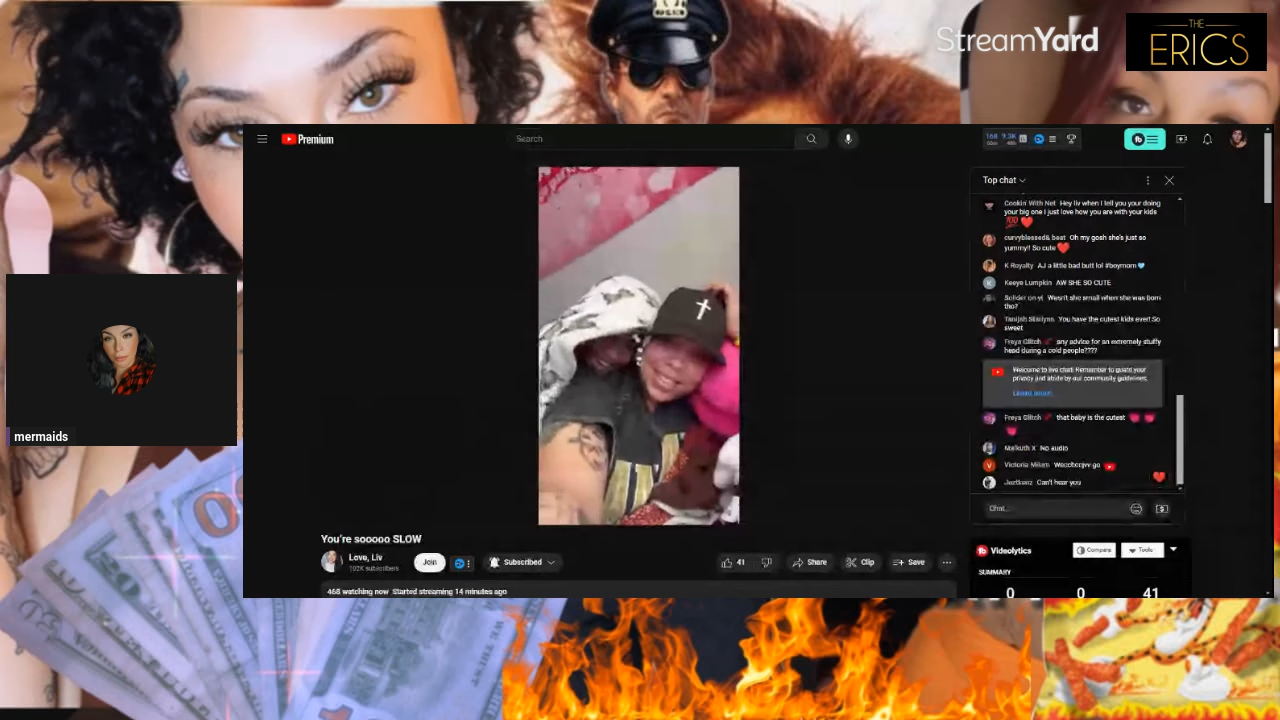 StreamYard
THE
ERICS
Premium
Search
Top chat
Cookin With Net Hey liv when I tell you your doing
your big one I just love how you are with your kids
curvyblessed& beat Oh my gosh she's just so
yummy!! So cute
K Royalty AJ a little bad butt lol #boymom
Keeye Lumpkin AW SHE SO CUTE
Wasn't she small when she was born
tho?
You have the cutest kids ever! So
sweet
Freya Glitch any advice for an extremely stuffy
head during a cold people????
Welcome to live chat! Remember to guard your
privacy and abide by our community guidelines.
Learn more
Freya Glitch that baby is the cutest
Malkuth X No audio
Victoria Milam
Can't hear you
Chat...
mermaids
You're sooooo SLOW
Love, Liv
102K subscribers
Join
Subscribed
41
Share
Clip
Save
468 watching now Started streaming 14 minutes ago
Videolytics
Compare
Tools
SUMMARY
0
0
41